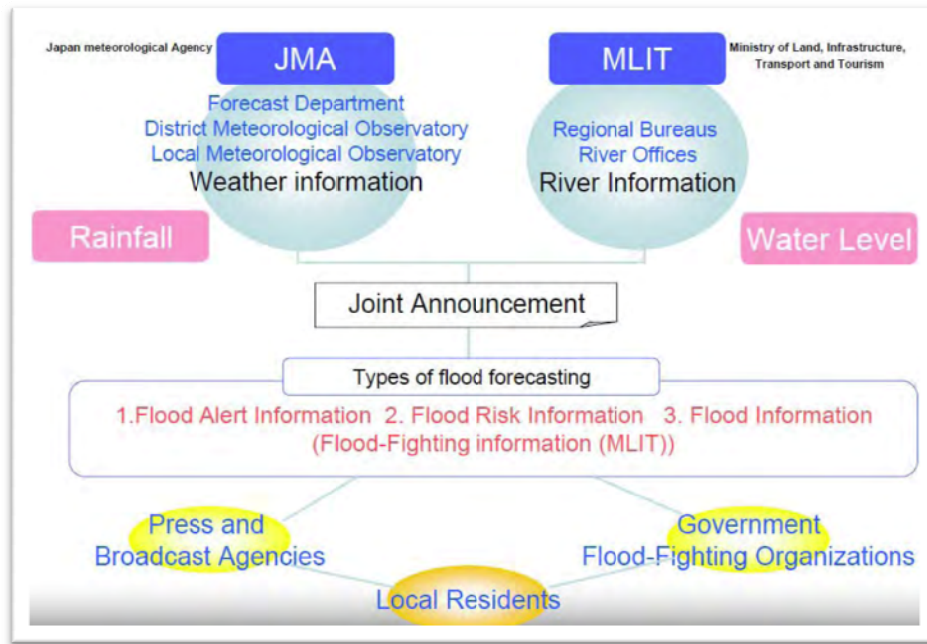 Japan meteorological Agency
JMA
MLIT
Ministry of Land, Infrastructure,
Transport and Tourism
Forecast Department
District Meteorological Observatory
Local Meteorological Observatory
Weather information
Regional Bureaus
River Offices
River Information
Rainfall
Water Level
Joint Announcement
Types of flood forecasting
1.Flood Alert Information 2. Flood Risk Information 3. Flood Information
(Flood-Fighting information (MLIT))
Press and
Broadcast Agencies
Government
Flood-Fighting Organizations
Local Residents